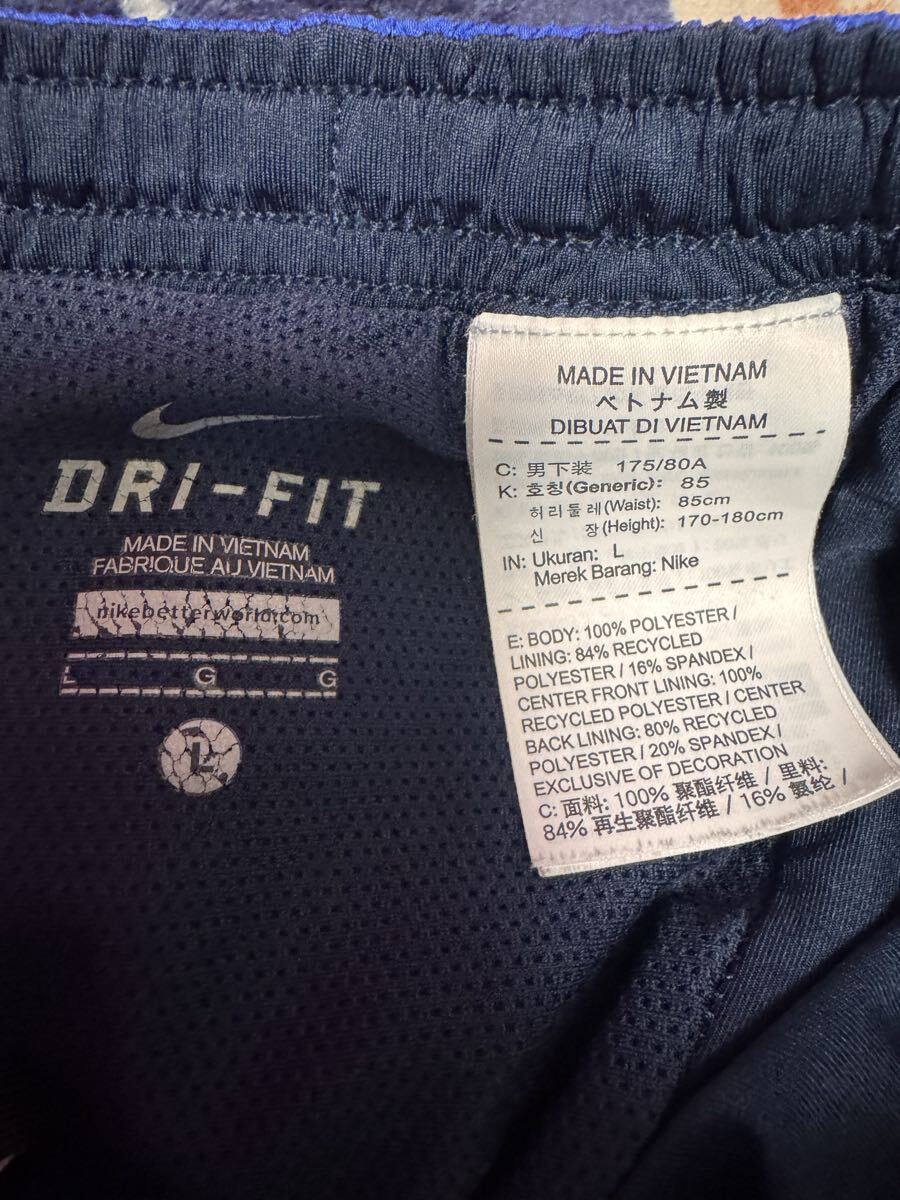 DRI-FIT
MADE IN VIETNAM
FABRIQUE AU VIETNAM
nikebetterworld.com
L G G
L
MADE IN VIETNAM
ベトナム製
DIBUAT DI VIETNAM
C: 男下装 175/80A
K: 호칭(Generic): 85
허리둘레(Waist): 85cm
신 장(Height): 170-180cm
IN: Ukuran: L
Merek Barang: Nike
E: BODY: 100% POLYESTER /
LINING: 84% RECYCLED
POLYESTER / 16% SPANDEX /
CENTER FRONT LINING: 100%
RECYCLED POLYESTER / CENTER
BACK LINING: 80% RECYCLED
POLYESTER / 20% SPANDEX /
EXCLUSIVE OF DECORATION
C: 面料: 100% 聚酯纤维 / 里料:
84% 再生聚酯纤维 / 16% 氨纶 /